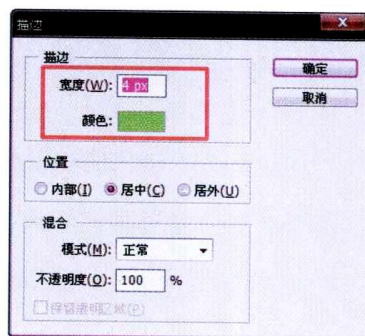 描边
描边
宽度(W): 4 px
颜色:
确定
取消
位置
内部(I) 居中(C) 居外(U)
混合
模式(M): 正常
不透明度(O): 100 %
保留透明区域(P)